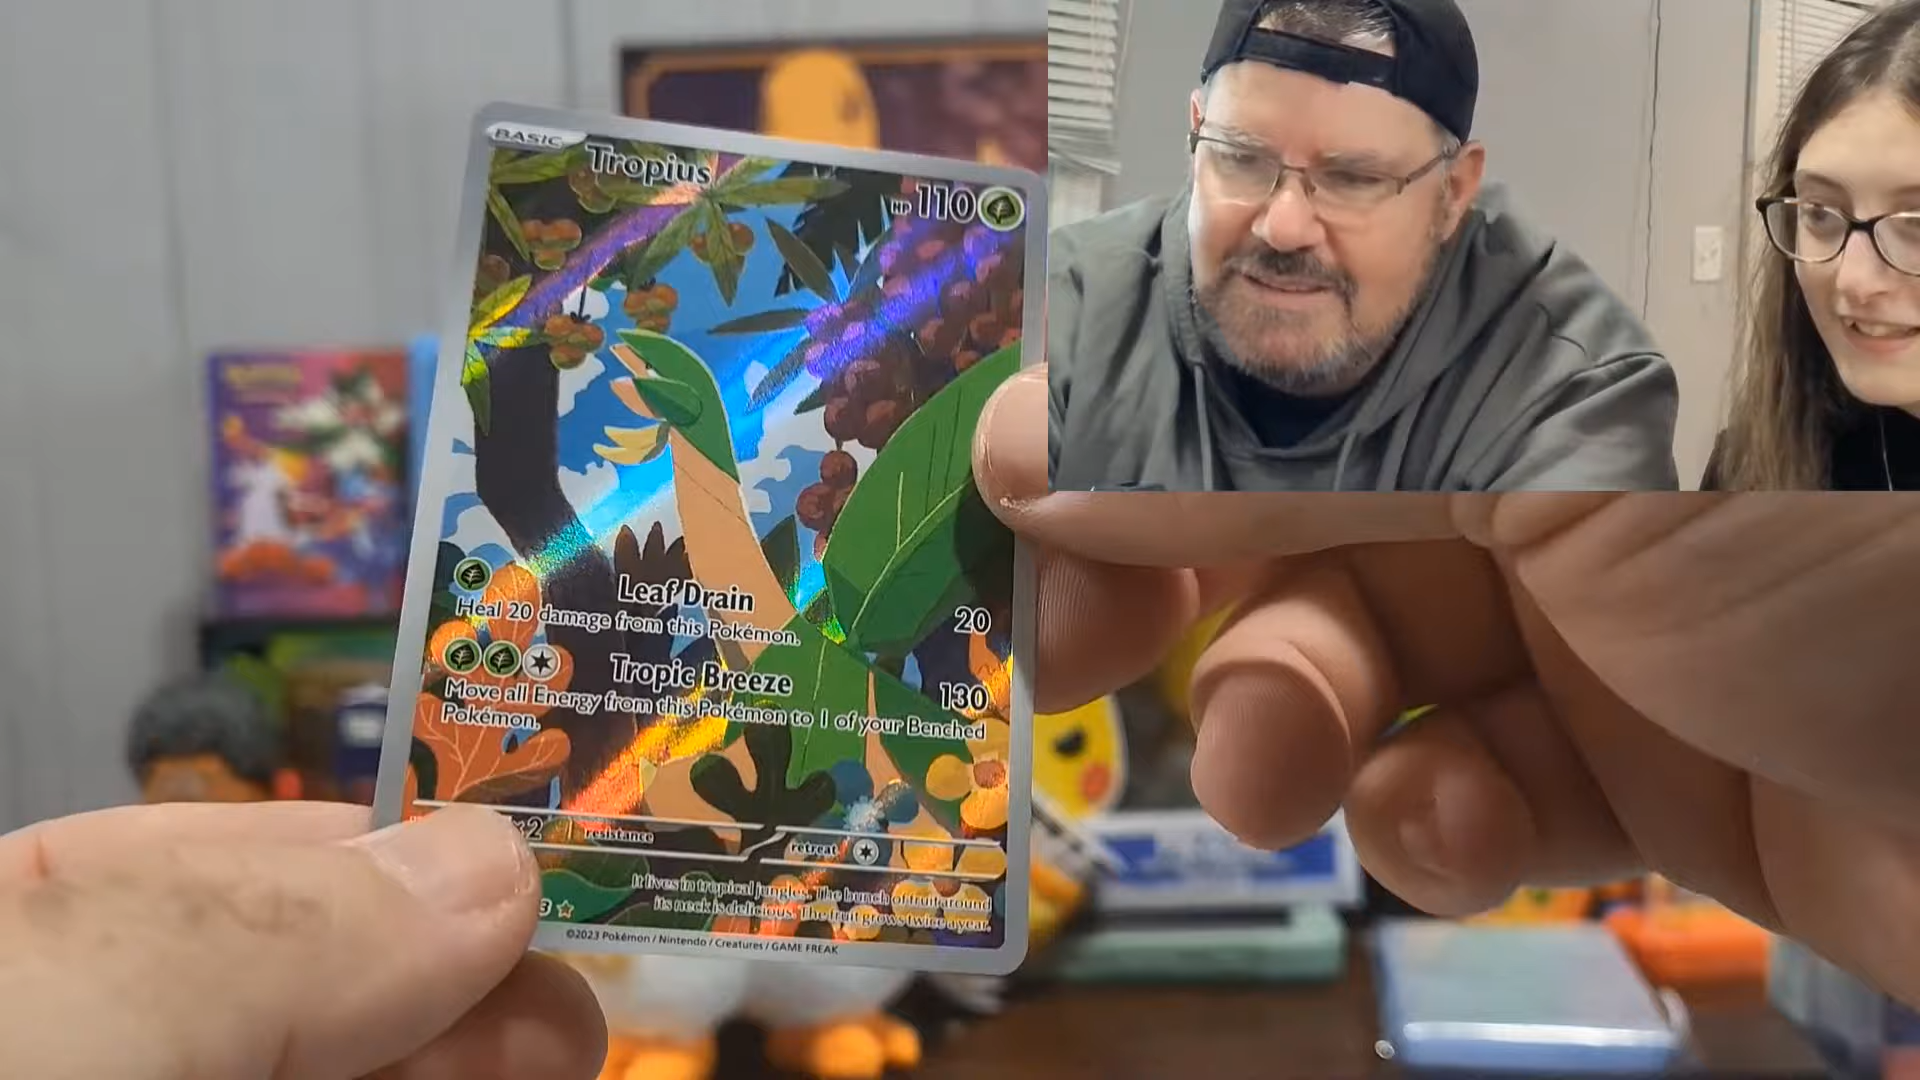 BASIC
Tropius
HP 110
Leaf Drain
20
Heal 20 damage from this Pokémon.
Tropic Breeze
130
Move all Energy from this Pokémon to 1 of your Benched
Pokémon.
×2
resistance
retreat
It lives in tropical jungles. The bunch of fruit around
its neck is delicious. The fruit grows twice a year.
3
©2023 Pokémon / Nintendo / Creatures / GAME FREAK